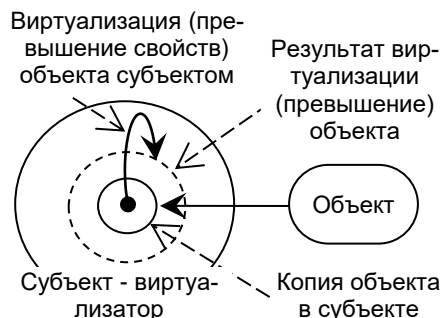 Виртуализация (пре-
вышение свойств)
объекта субъектом
Результат вир-
туализации
(превышение)
объекта
Объект
Субъект - виртуа-
лизатор
Копия объекта
в субъекте